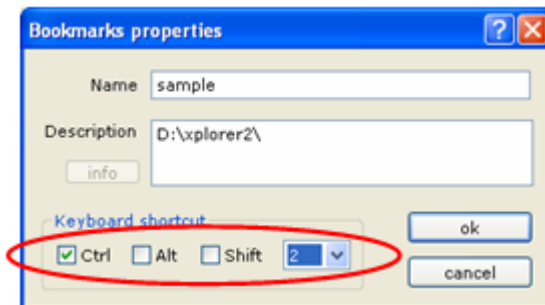 Bookmarks properties
Name sample
Description D:\xplorer2\
info
Keyboard shortcut
Ctrl Alt Shift 2
ok
cancel